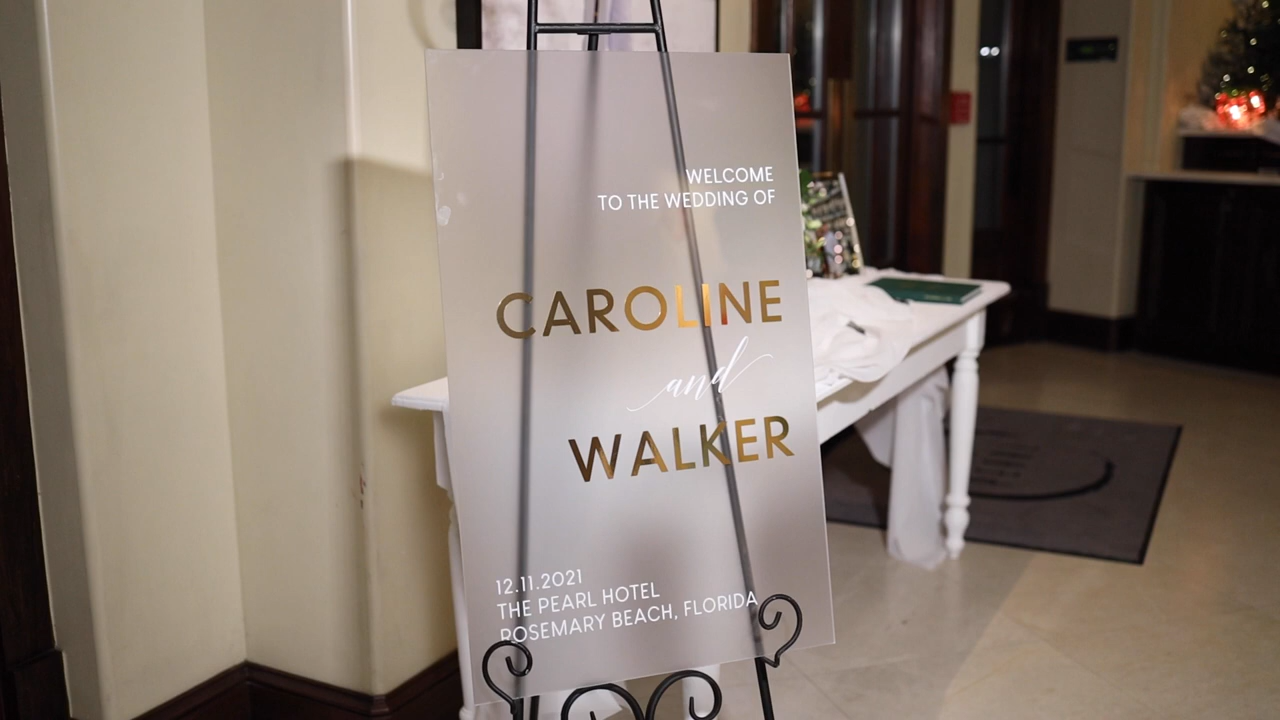 WELCOME
TO THE WEDDING OF
CAROLINE
and
WALKER
12.11.2021
THE PEARL HOTEL
ROSEMARY BEACH, FLORIDA